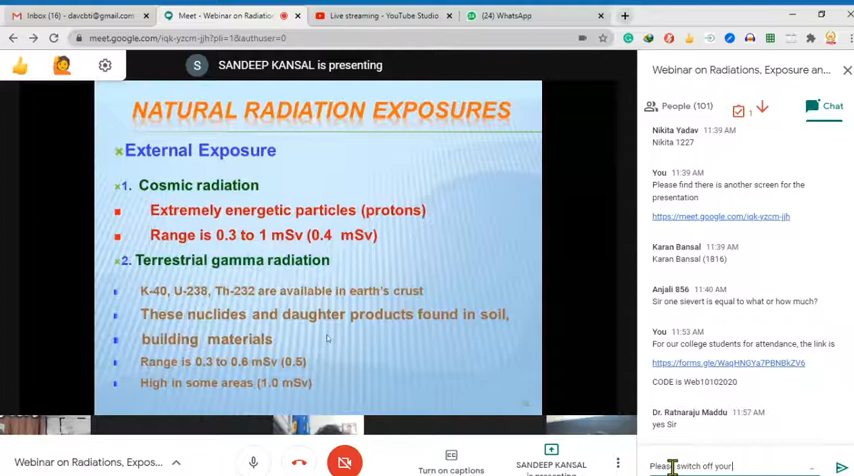 Inbox (16) - davcbti@gmail.com
Meet - Webinar on Radiation
Live streaming - YouTube Studio
(24) WhatsApp
meet.google.com/iqk-yzcm-jjh?pli=1&authuser=0
S SANDEEP KANSAL is presenting
Webinar on Radiations, Exposure an...
People (101)
1
Chat
NATURAL RADIATION EXPOSURES
External Exposure
1. Cosmic radiation
Extremely energetic particles (protons)
Range is 0.3 to 1 mSv (0.4 mSv)
2. Terrestrial gamma radiation
K-40, U-238, Th-232 are available in earth's crust
These nuclides and daughter products found in soil,
building materials
Range is 0.3 to 0.6 mSv (0.5)
High in some areas (1.0 mSv)
Nikita Yadav 11:39 AM
Nikita 1227
You 11:39 AM
Please find there is another screen for the
presentation
https://meet.google.com/iqk-yzcm-jjh
Karan Bansal 11:39 AM
Karan Bansal (1816)
Anjali 856 11:40 AM
Sir one sievert is equal to what or how much?
You 11:53 AM
For our college students for attendance, the link is
https://forms.gle/WaqHNGYa7PBNBkZV6
CODE is Web10102020
Dr. Ratnaraju Maddu 11:57 AM
yes Sir
Please switch off your
Webinar on Radiations, Expos...
Turn on captions
SANDEEP KANSAL
is presenting